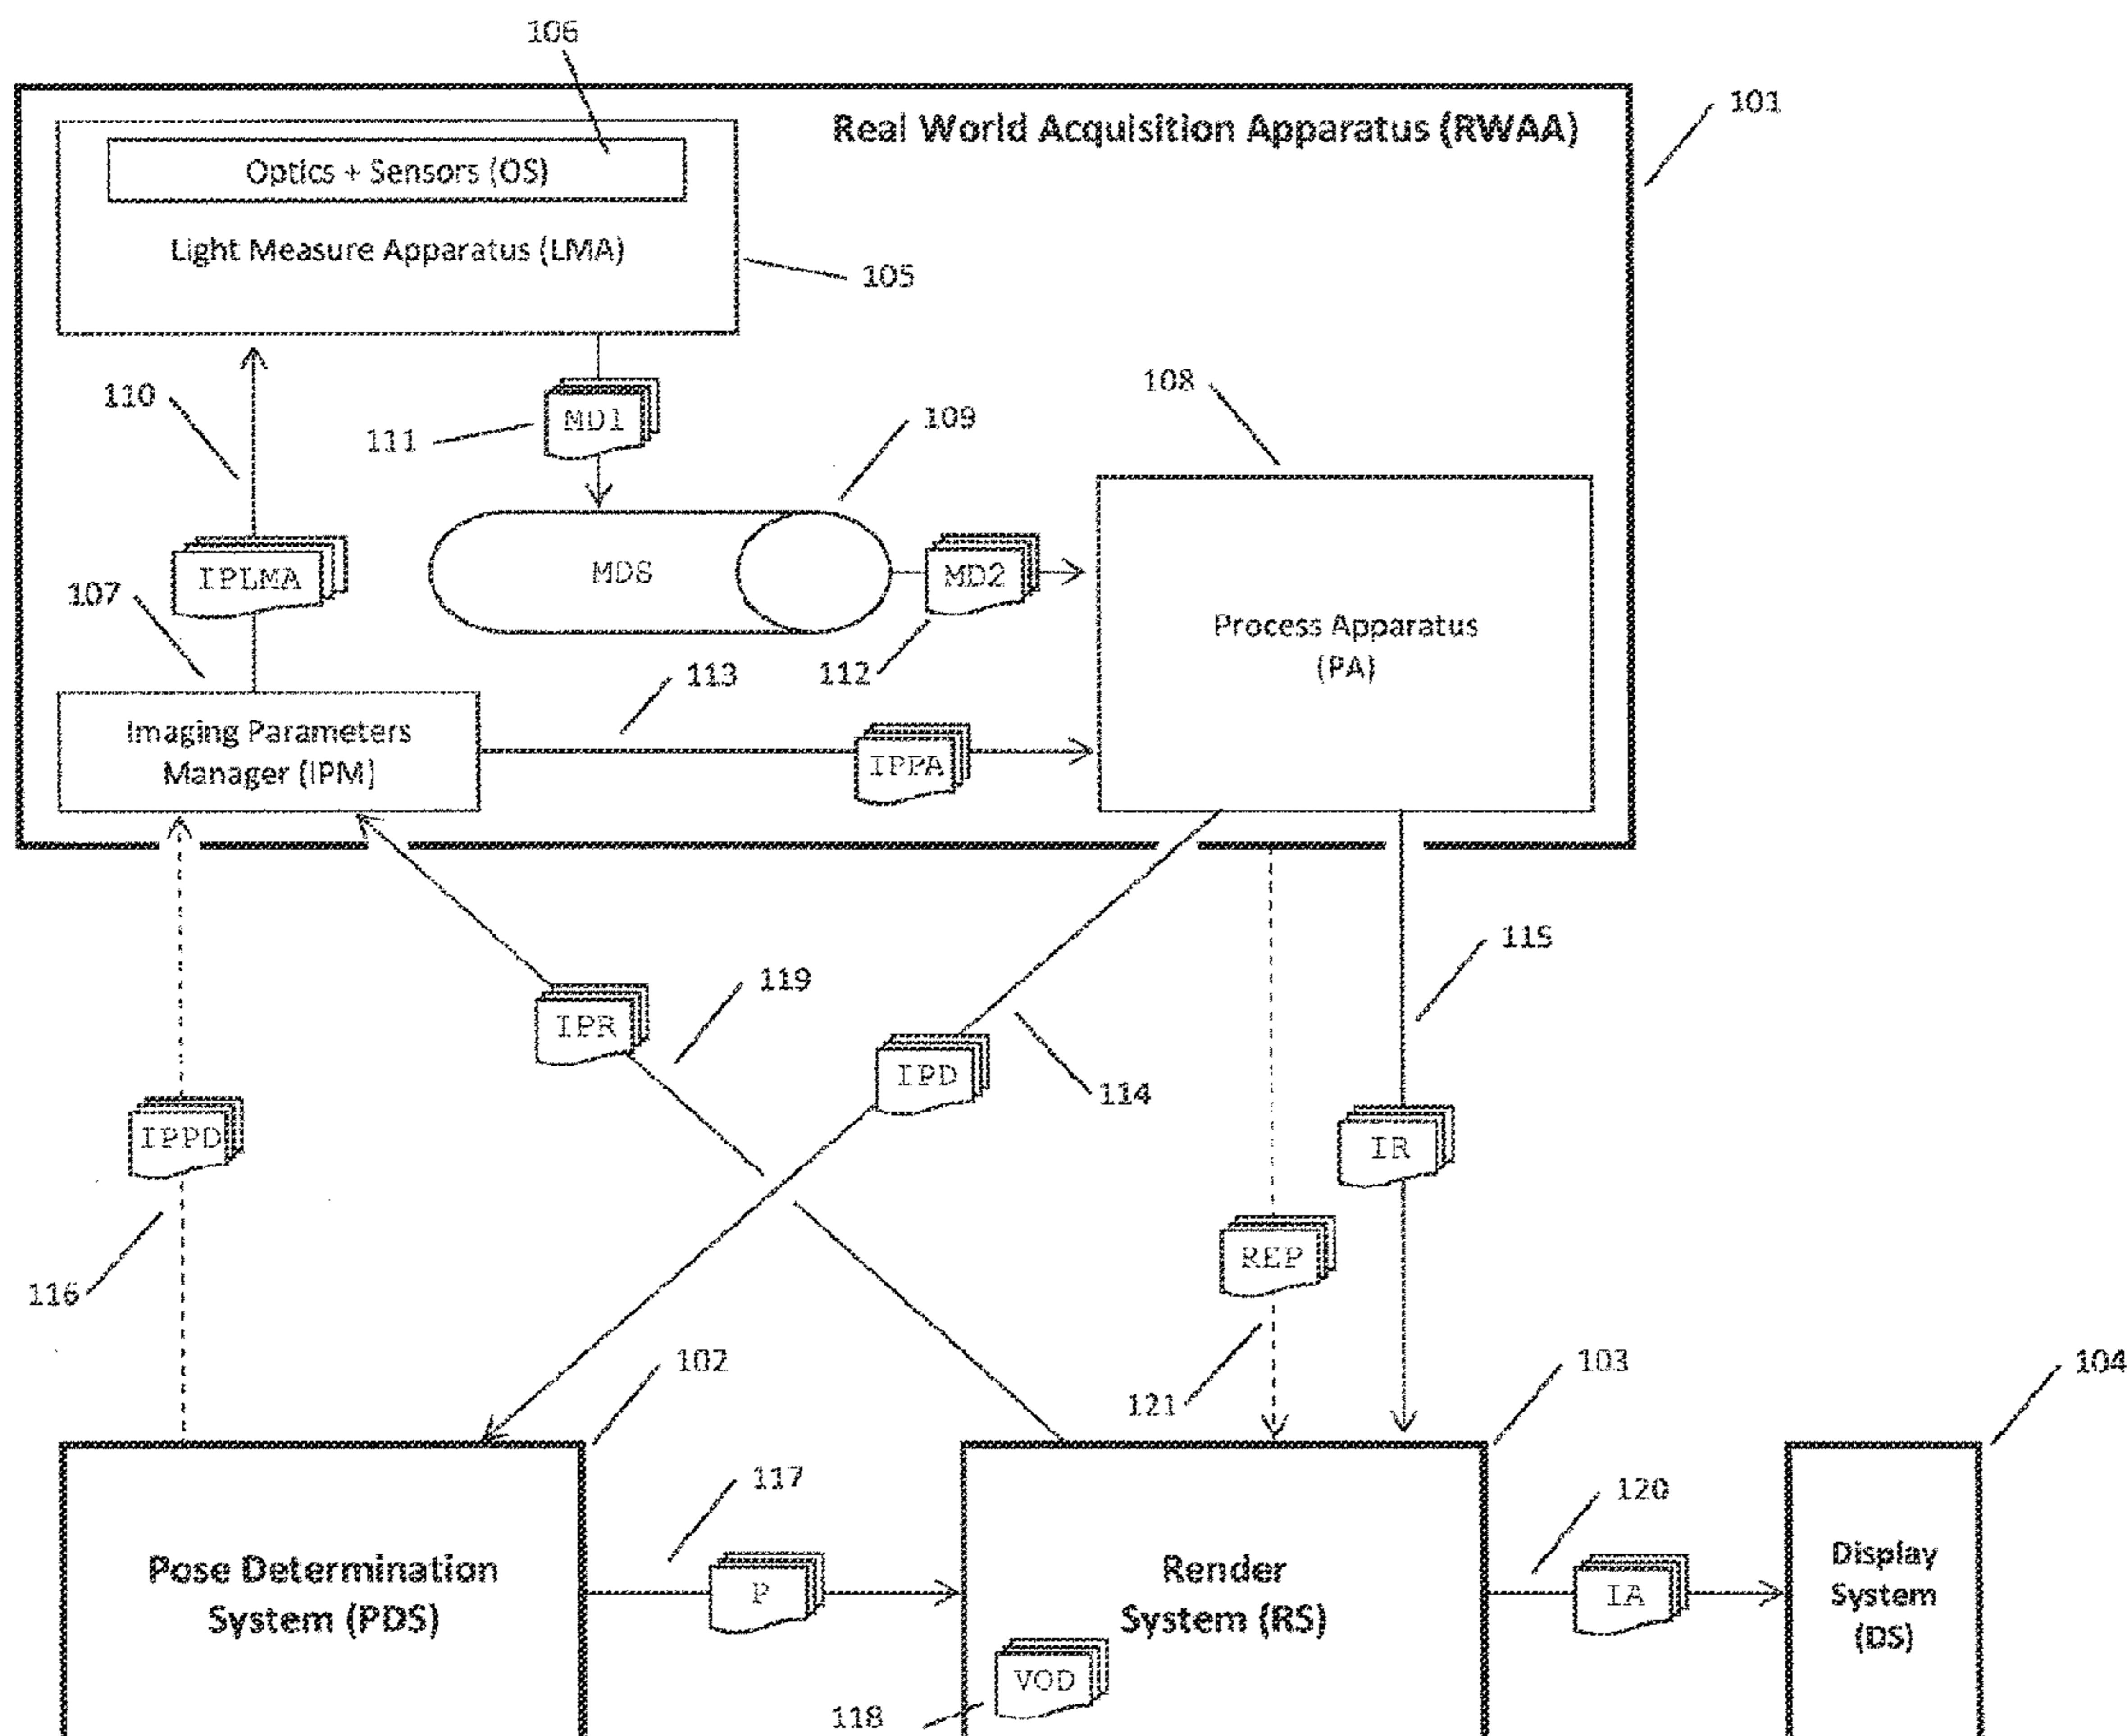 106
Real World Acquisition Apparatus (RWAA)
101
Optics + Sensors (OS)
Light Measure Apparatus (LMA)
105
110
111
MD1
109
108
IPLMA
107
MDS
MD2
Process Apparatus
(PA)
113
112
Imaging Parameters
Manager (IPM)
IPPA
115
119
IPR
IPD
114
IPPD
IR
116
REP
121
102
103
104
117
120
Pose Determination
System (PDS)
P
Render
System (RS)
IA
Display
System
(DS)
VOD
118